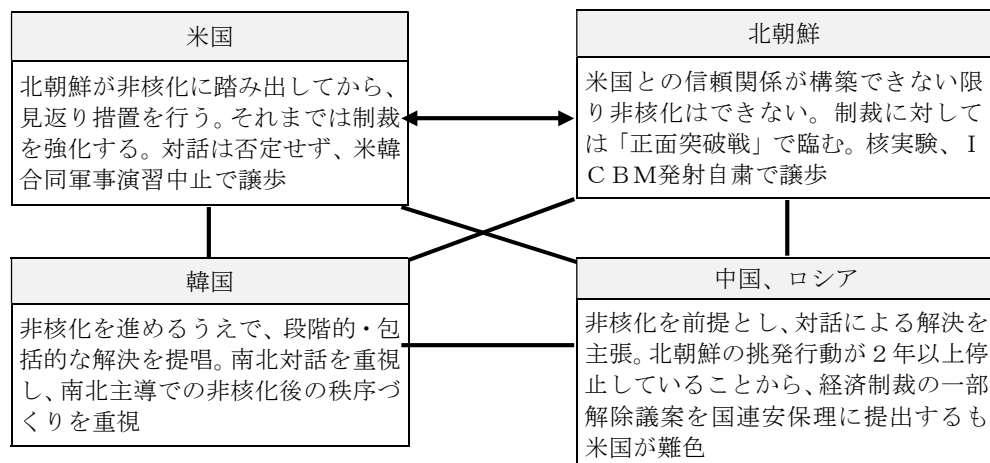 米国
北朝鮮が非核化に踏み出してから、
見返り措置を行う。それまでは制裁
を強化する。対話は否定せず、米韓
合同軍事演習中止で譲歩
北朝鮮
米国との信頼関係が構築できない限
り非核化はできない。制裁に対して
は「正面突破戦」で臨む。核実験、Ｉ
ＣＢＭ発射自粛で譲歩
韓国
非核化を進めるうえで、段階的・包
括的な解決を提唱。南北対話を重視
し、南北主導での非核化後の秩序づ
くりを重視
中国、ロシア
非核化を前提とし、対話による解決を
主張。北朝鮮の挑発行動が２年以上停
止していることから、経済制裁の一部
解除議案を国連安保理に提出するも
米国が難色